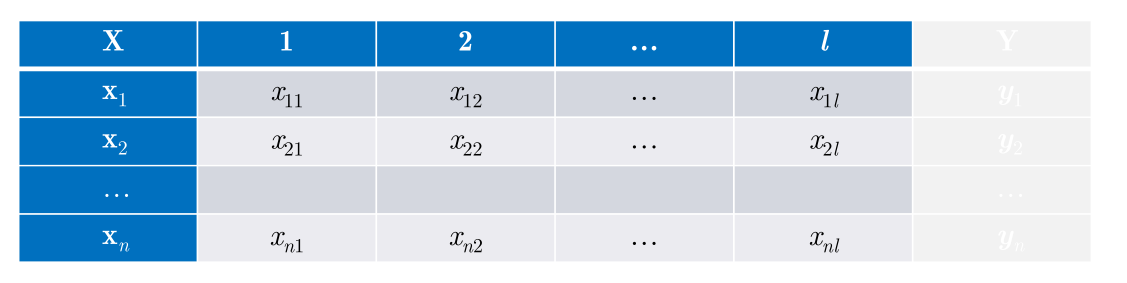 X 1 2 ... l Y
x₁ x₁₁ x₁₂ ... x₁ₗ y₁
x₂ x₂₁ x₂₂ ... x₂ₗ y₂
... ...
xₙ xₙ₁ xₙ₂ ... xₙₗ yₙ